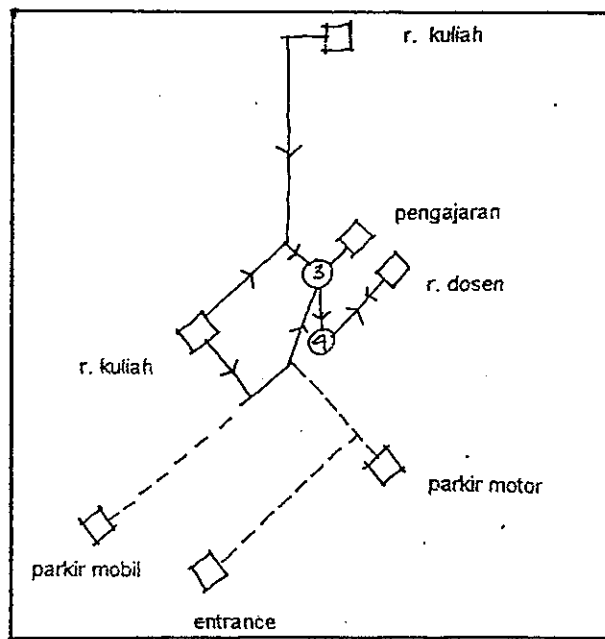 r. kuliah
pengajaran
3
r. dosen
4
r. kuliah
parkir motor
parkir mobil
entrance